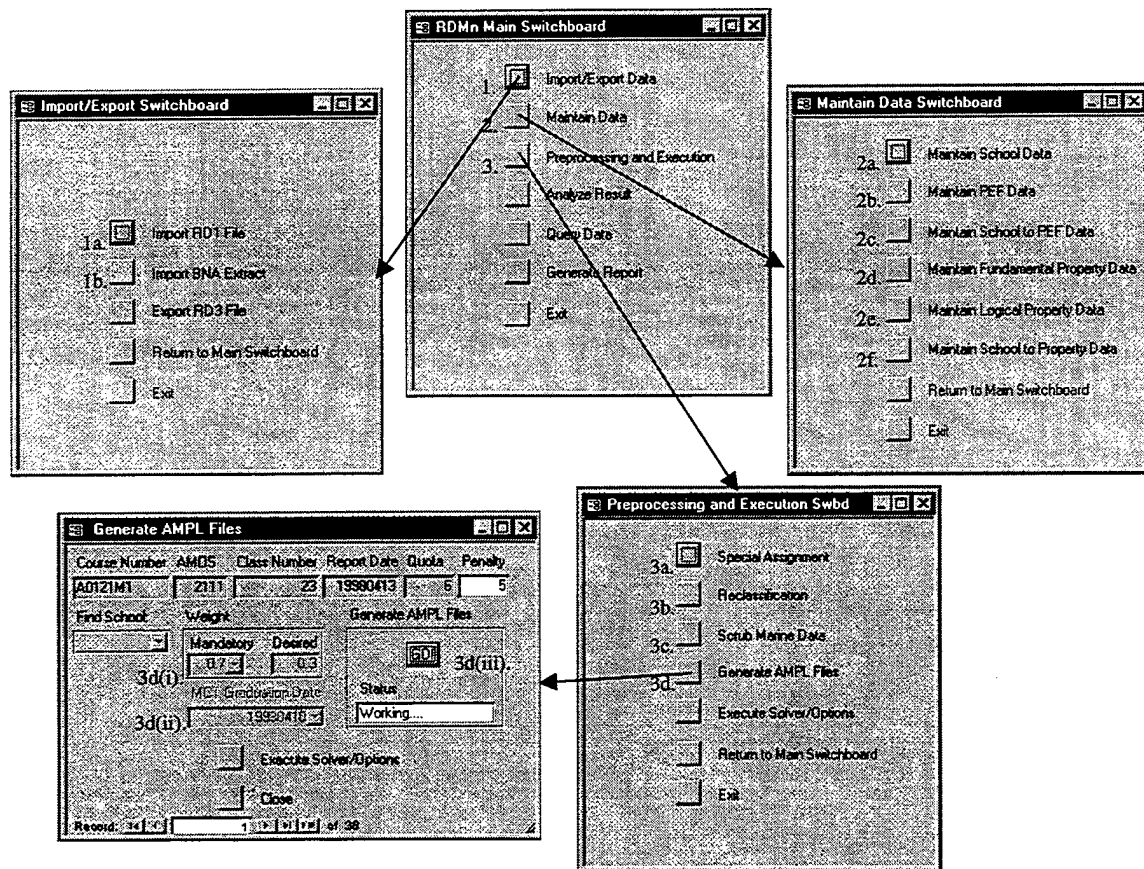 RDMn Main Switchboard
1. Import/Export Data
2. Maintain Data
3. Preprocessing and Execution
Analyze Result
Query Data
Generate Report
Exit
Import/Export Switchboard
1a. Import RD1 File
1b. Import BNA Extract
Export RD3 File
Return to Main Switchboard
Exit
Maintain Data Switchboard
2a. Maintain School Data
2b. Maintain PEF Data
2c. Maintain School to PEF Data
2d. Maintain Fundamental Property Data
2e. Maintain Logical Property Data
2f. Maintain School to Property Data
Return to Main Switchboard
Exit
Generate AMPL Files
Course Number AMOS Class Number Report Date Quota Penalty
A0121M1 2111 23 19980413 5
Find School Weight Generate AMPL Files
Mandatory Desired
3d(i). 0.7 0.3 GO!! 3d(iii).
MCT Graduation Date Status
3d(ii). 19980410 Working....
Execute Solver/Options
Close
Record: 1 of 38
Preprocessing and Execution Swbd
3a. Special Assignment
3b. Reclassification
3c. Scrub Marine Data
3d. Generate AMPL Files
Execute Solver/Options
Return to Main Switchboard
Exit